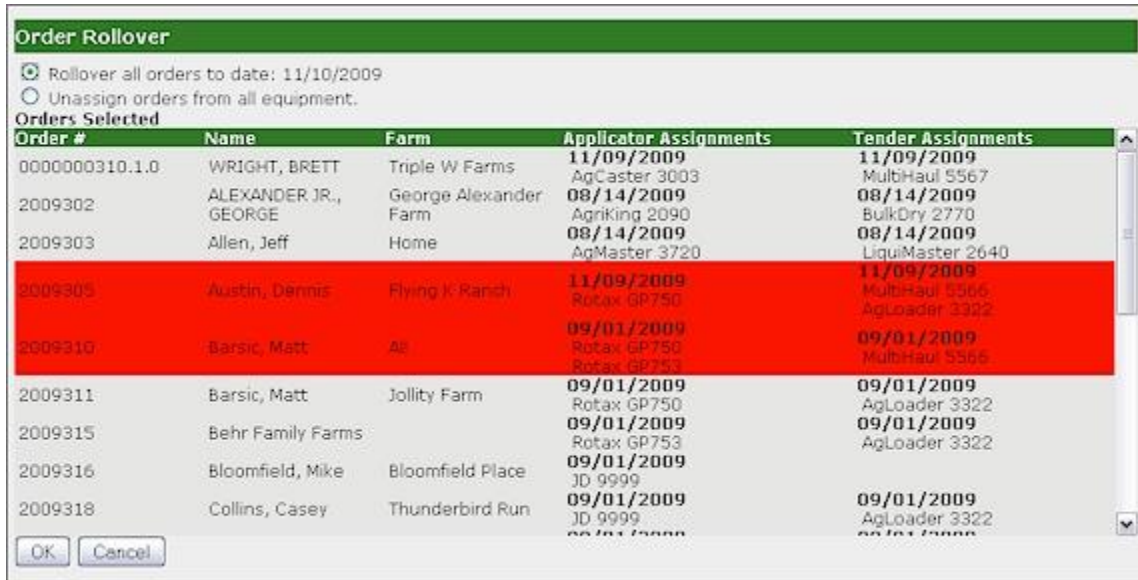 Order Rollover
Rollover all orders to date: 11/10/2009
Unassign orders from all equipment.
Orders Selected
Order # Name Farm Applicator Assignments Tender Assignments
0000000310.1.0 WRIGHT, BRETT Triple W Farms 11/09/2009 AgCaster 3003 11/09/2009 MultiHaul 5567
2009302 ALEXANDER JR., GEORGE George Alexander Farm 08/14/2009 AgriKing 2090 08/14/2009 BulkDry 2770
2009303 Allen, Jeff Home 08/14/2009 AgMaster 3720 08/14/2009 LiquiMaster 2640
2009305 Austin, Dennis Flying K Ranch 11/09/2009 Rotax GP750 11/09/2009 MultiHaul 5566 AgLoader 3322
2009310 Barsic, Matt All 09/01/2009 Rotax GP750 Rotax GP753 09/01/2009 MultiHaul 5566
2009311 Barsic, Matt Jollity Farm 09/01/2009 Rotax GP750 09/01/2009 AgLoader 3322
2009315 Behr Family Farms 09/01/2009 Rotax GP753 09/01/2009 AgLoader 3322
2009316 Bloomfield, Mike Bloomfield Place 09/01/2009 JD 9999
2009318 Collins, Casey Thunderbird Run 09/01/2009 JD 9999 09/01/2009 AgLoader 3322
OK Cancel